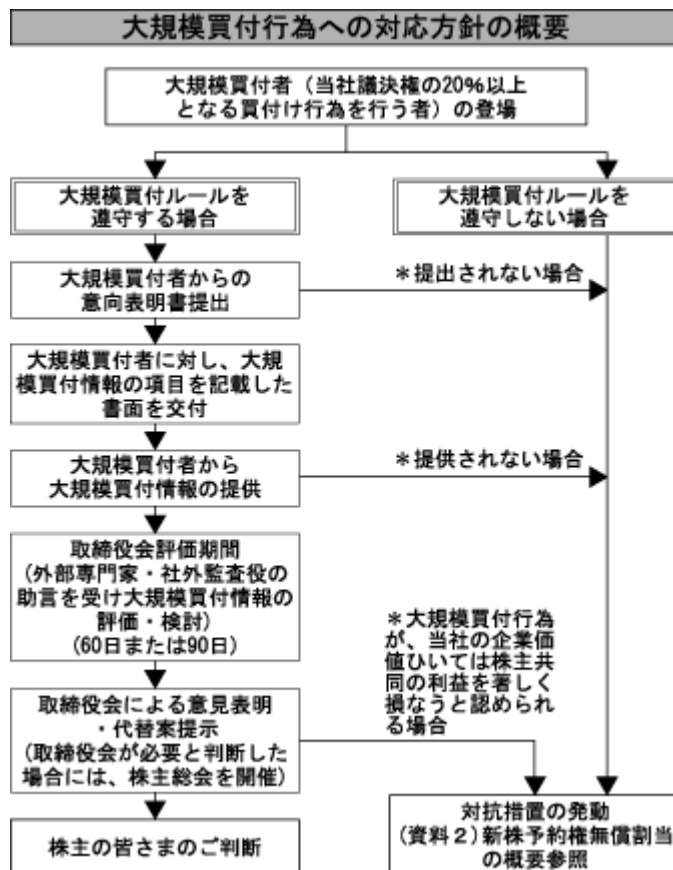 大規模買付行為への対応方針の概要
大規模買付者（当社議決権の20%以上
となる買付け行為を行う者）の登場
大規模買付ルールを
遵守する場合
大規模買付ルールを
遵守しない場合
大規模買付者からの
意向表明書提出
＊提出されない場合
大規模買付者に対し、大規
模買付情報の項目を記載した
書面を交付
大規模買付者から
大規模買付情報の提供
＊提供されない場合
取締役会評価期間
(外部専門家・社外監査役の
助言を受け大規模買付情報の
評価・検討)
(60日または90日)
＊大規模買付行為
が、当社の企業価
値ひいては株主共
同の利益を著しく
損なうと認められ
る場合
取締役会による意見表明
・代替案提示
(取締役会が必要と判断した
場合には、株主総会を開催)
株主の皆さまのご判断
対抗措置の発動
(資料２)新株予約権無償割当
の概要参照